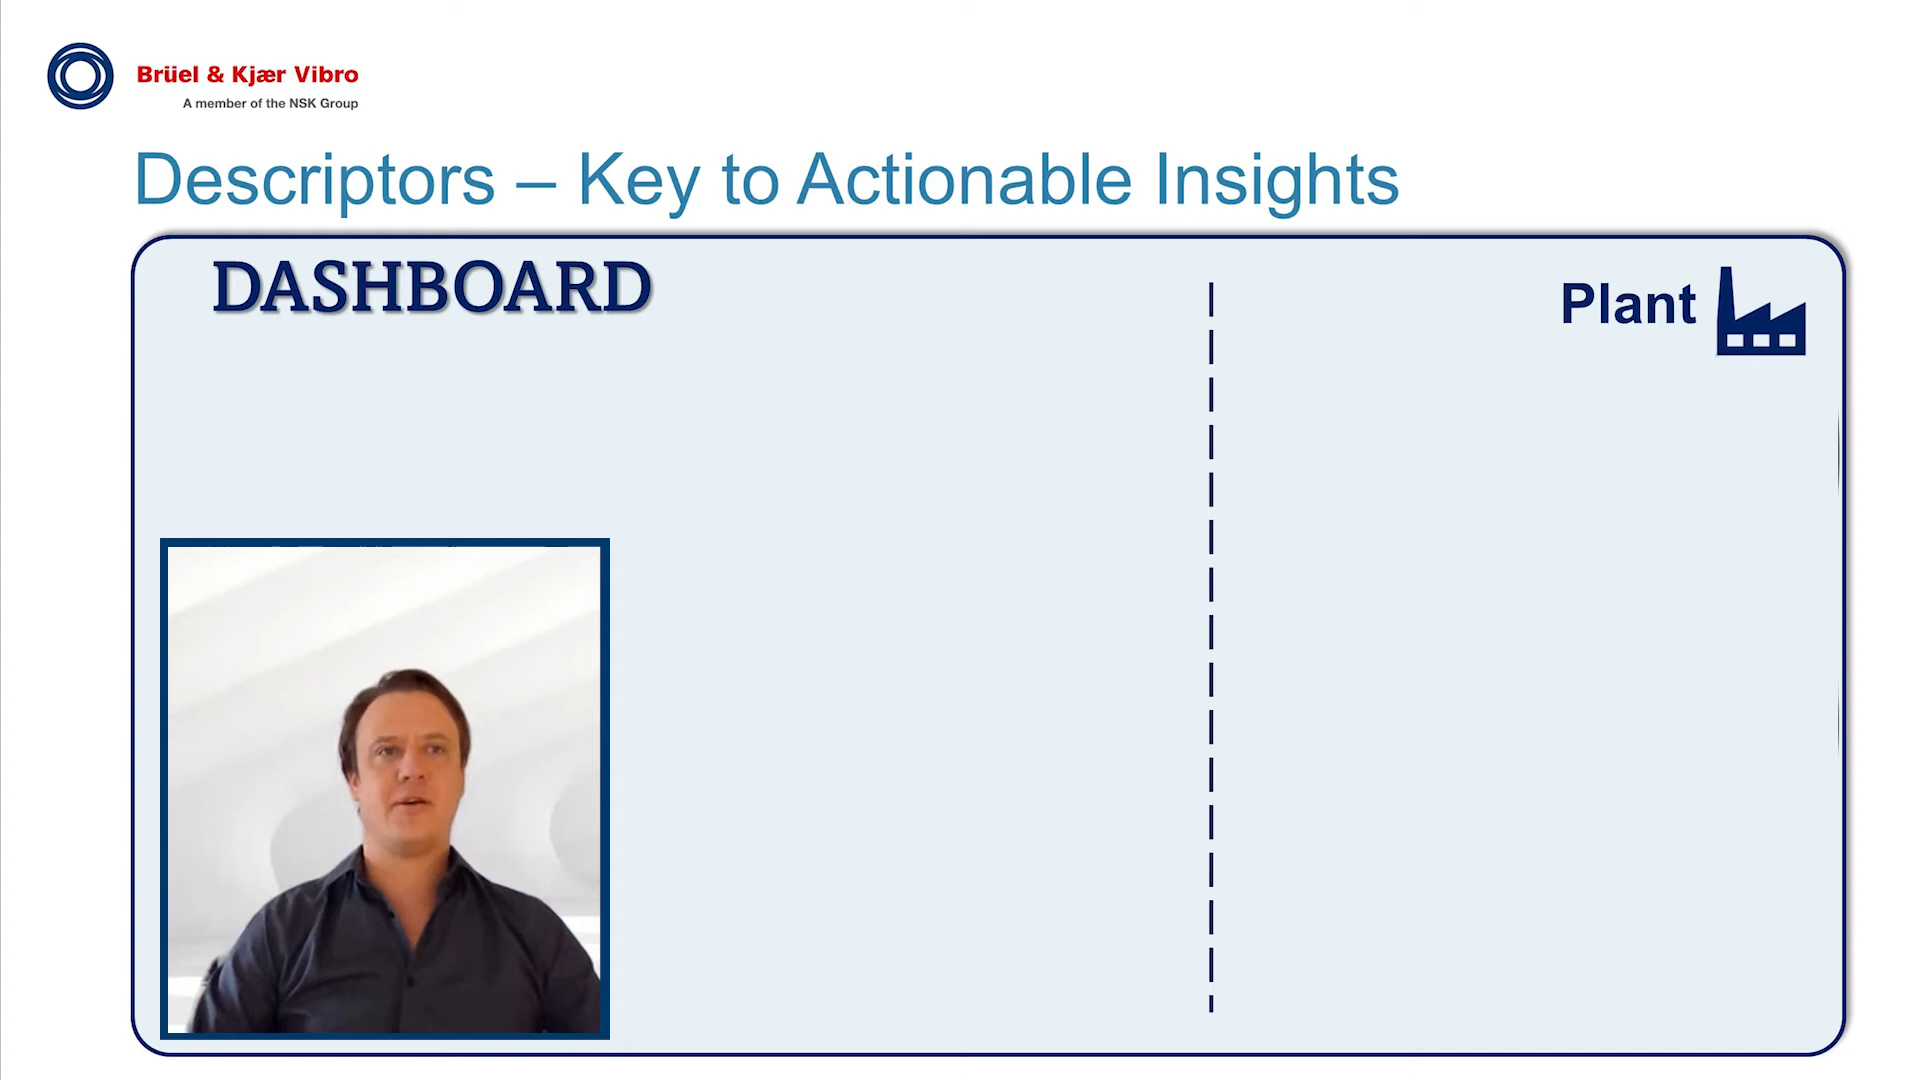 Brüel & Kjær Vibro
A member of the NSK Group
Descriptors – Key to Actionable Insights
DASHBOARD
Plant